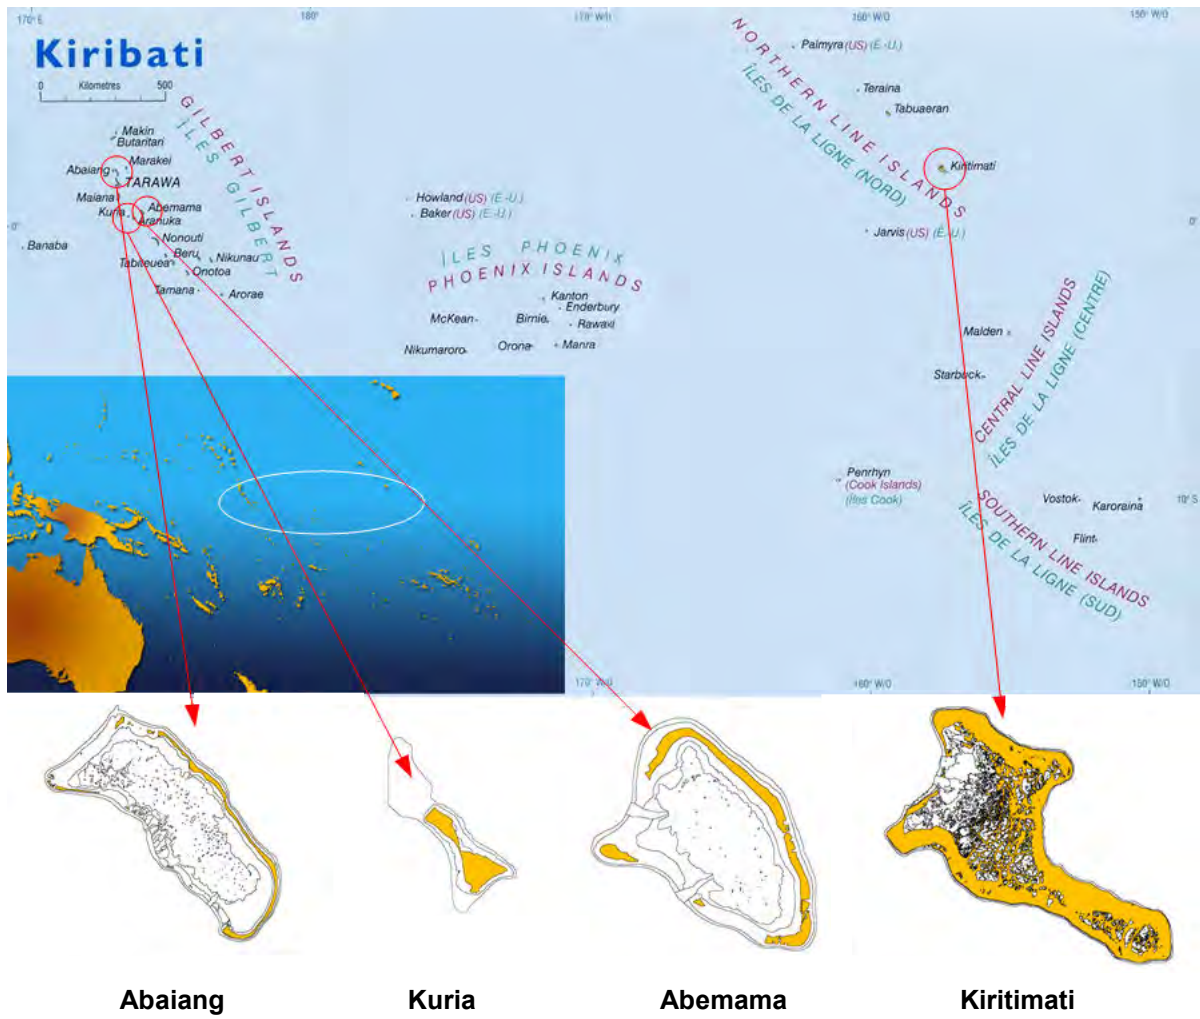 170° E
180°
170° W/O
160° W/O
150° W/O
Kiribati
0 Kilometres 500
GILBERT ISLANDS
ÎLES GILBERT
Makin
Butaritari
Marakei
Abaiang
TARAWA
Maiana
Abemama
Kuria
Aranuka
0°
Banaba
Nonouti
Beru
Nikunau
Tabiteuea
Onotoa
Tamana
Arorae
Howland (US) (É.-U.)
Baker (US) (É.-U.)
ÎLES PHOENIX
PHOENIX ISLANDS
Kanton
Enderbury
McKean
Birnie
Rawaki
Nikumaroro
Orona
Manra
NORTHERN LINE ISLANDS
ÎLES DE LA LIGNE (NORD)
Palmyra (US) (É.-U.)
Teraina
Tabuaeran
Kiritimati
0°
Jarvis (US) (É.-U.)
Malden
Starbuck
CENTRAL LINE ISLANDS
ÎLES DE LA LIGNE (CENTRE)
Penrhyn
(Cook Islands)
(Îles Cook)
SOUTHERN LINE ISLANDS
ÎLES DE LA LIGNE (SUD)
Vostok
Karoraina
10° S
Flint
170° W/O
160° W/O
150° W/O
Abaiang
Kuria
Abemama
Kiritimati